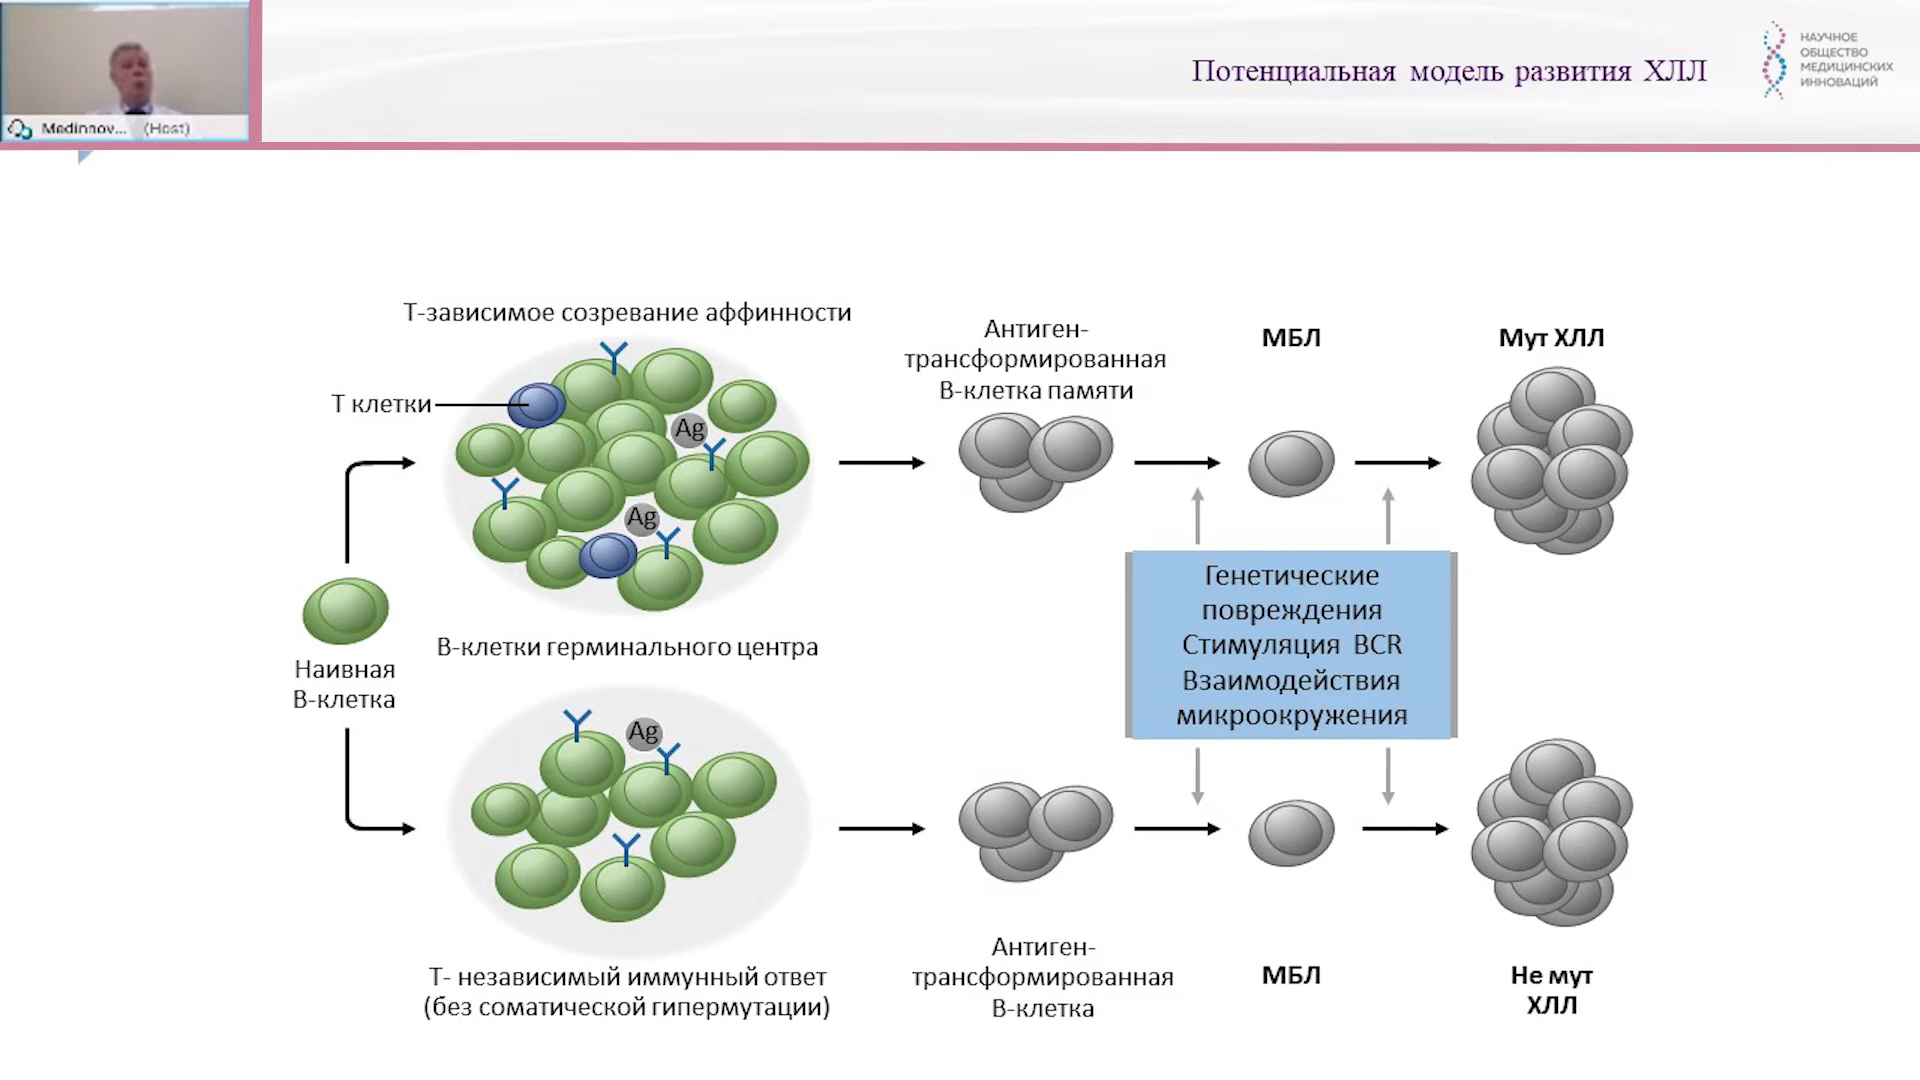 Medinnov... (Host)
Потенциальная модель развития ХЛЛ
НАУЧНОЕ
ОБЩЕСТВО
МЕДИЦИНСКИХ
ИННОВАЦИЙ
Т-зависимое созревание аффинности
Т клетки
Ag
Ag
В-клетки герминального центра
Антиген-
трансформированная
В-клетка памяти
МБЛ
Мут ХЛЛ
Наивная
В-клетка
Генетические
повреждения
Стимуляция BCR
Взаимодействия
микроокружения
Ag
Т- независимый иммунный ответ
(без соматической гипермутации)
Антиген-
трансформированная
В-клетка
МБЛ
Не мут
ХЛЛ